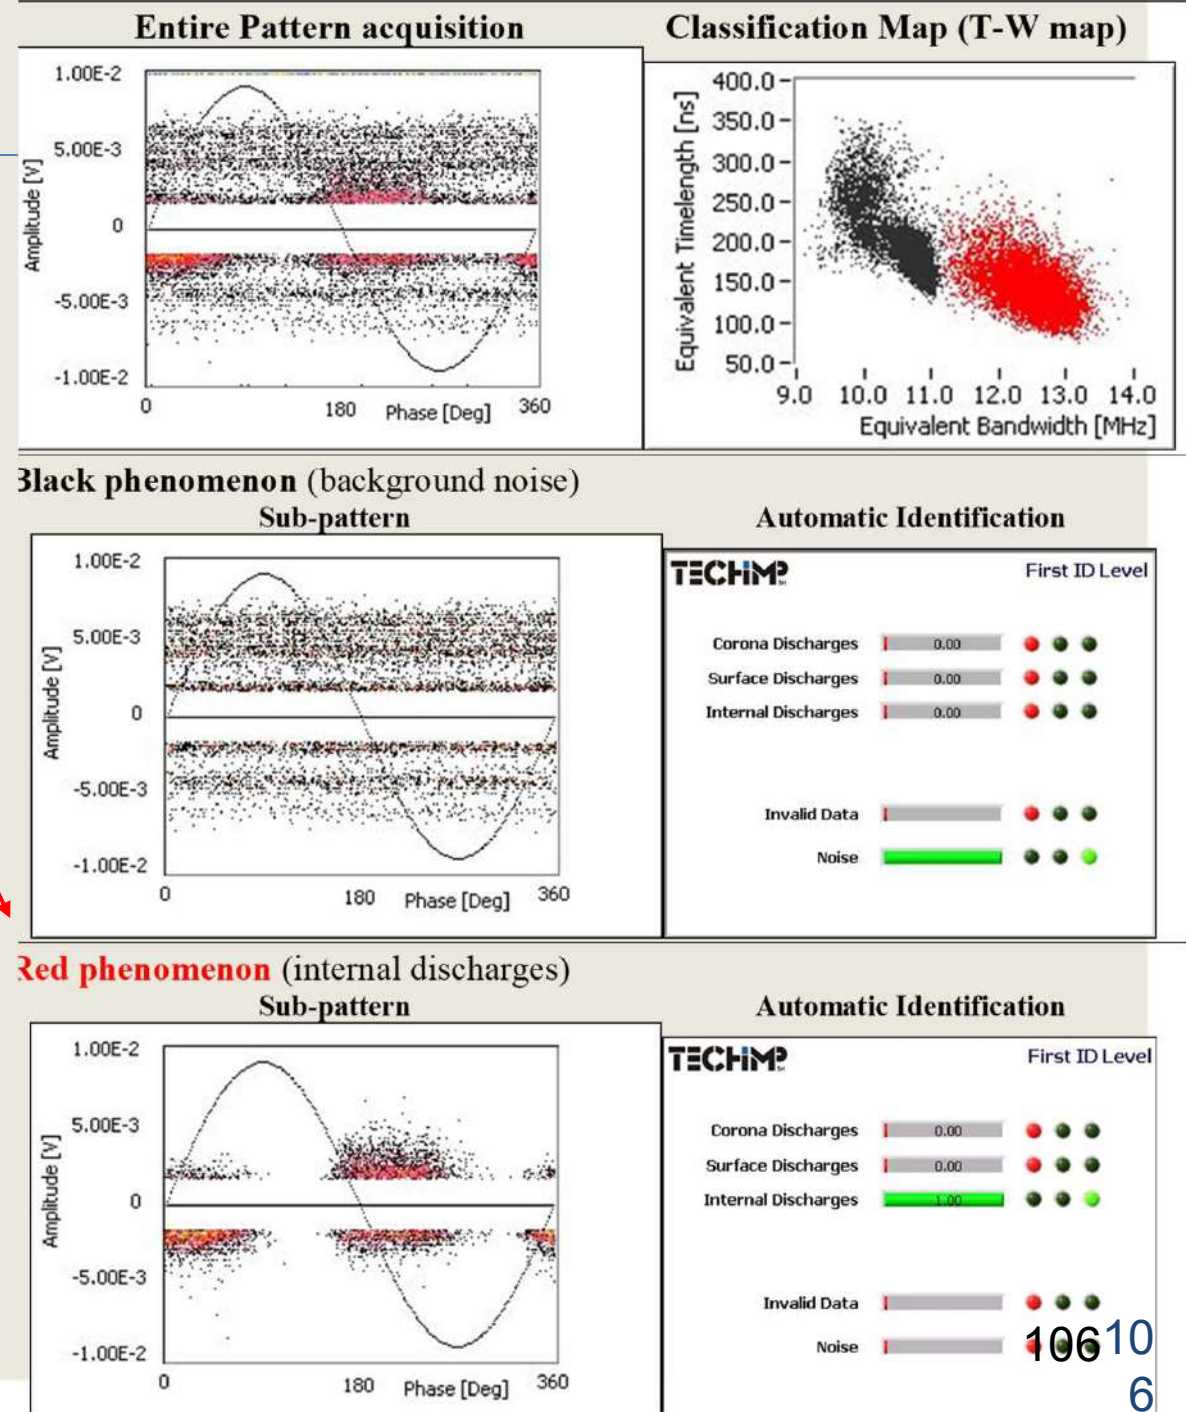 Entire Pattern acquisition
Classification Map (T-W map)
1.00E-2
5.00E-3
0
-5.00E-3
-1.00E-2
Amplitude [V]
0
180
Phase [Deg]
360
400.0
350.0
300.0
250.0
200.0
150.0
100.0
50.0
Equivalent Timelength [ns]
9.0 10.0 11.0 12.0 13.0 14.0
Equivalent Bandwidth [MHz]
Black phenomenon (background noise)
Sub-pattern
Automatic Identification
1.00E-2
5.00E-3
0
-5.00E-3
-1.00E-2
Amplitude [V]
0
180
Phase [Deg]
360
TECHIMP
First ID Level
Corona Discharges 0.00
Surface Discharges 0.00
Internal Discharges 0.00
Invalid Data
Noise
Red phenomenon (internal discharges)
Sub-pattern
Automatic Identification
1.00E-2
5.00E-3
0
-5.00E-3
-1.00E-2
Amplitude [V]
0
180
Phase [Deg]
360
TECHIMP
First ID Level
Corona Discharges 0.00
Surface Discharges 0.00
Internal Discharges 1.00
Invalid Data
Noise
106
10
6